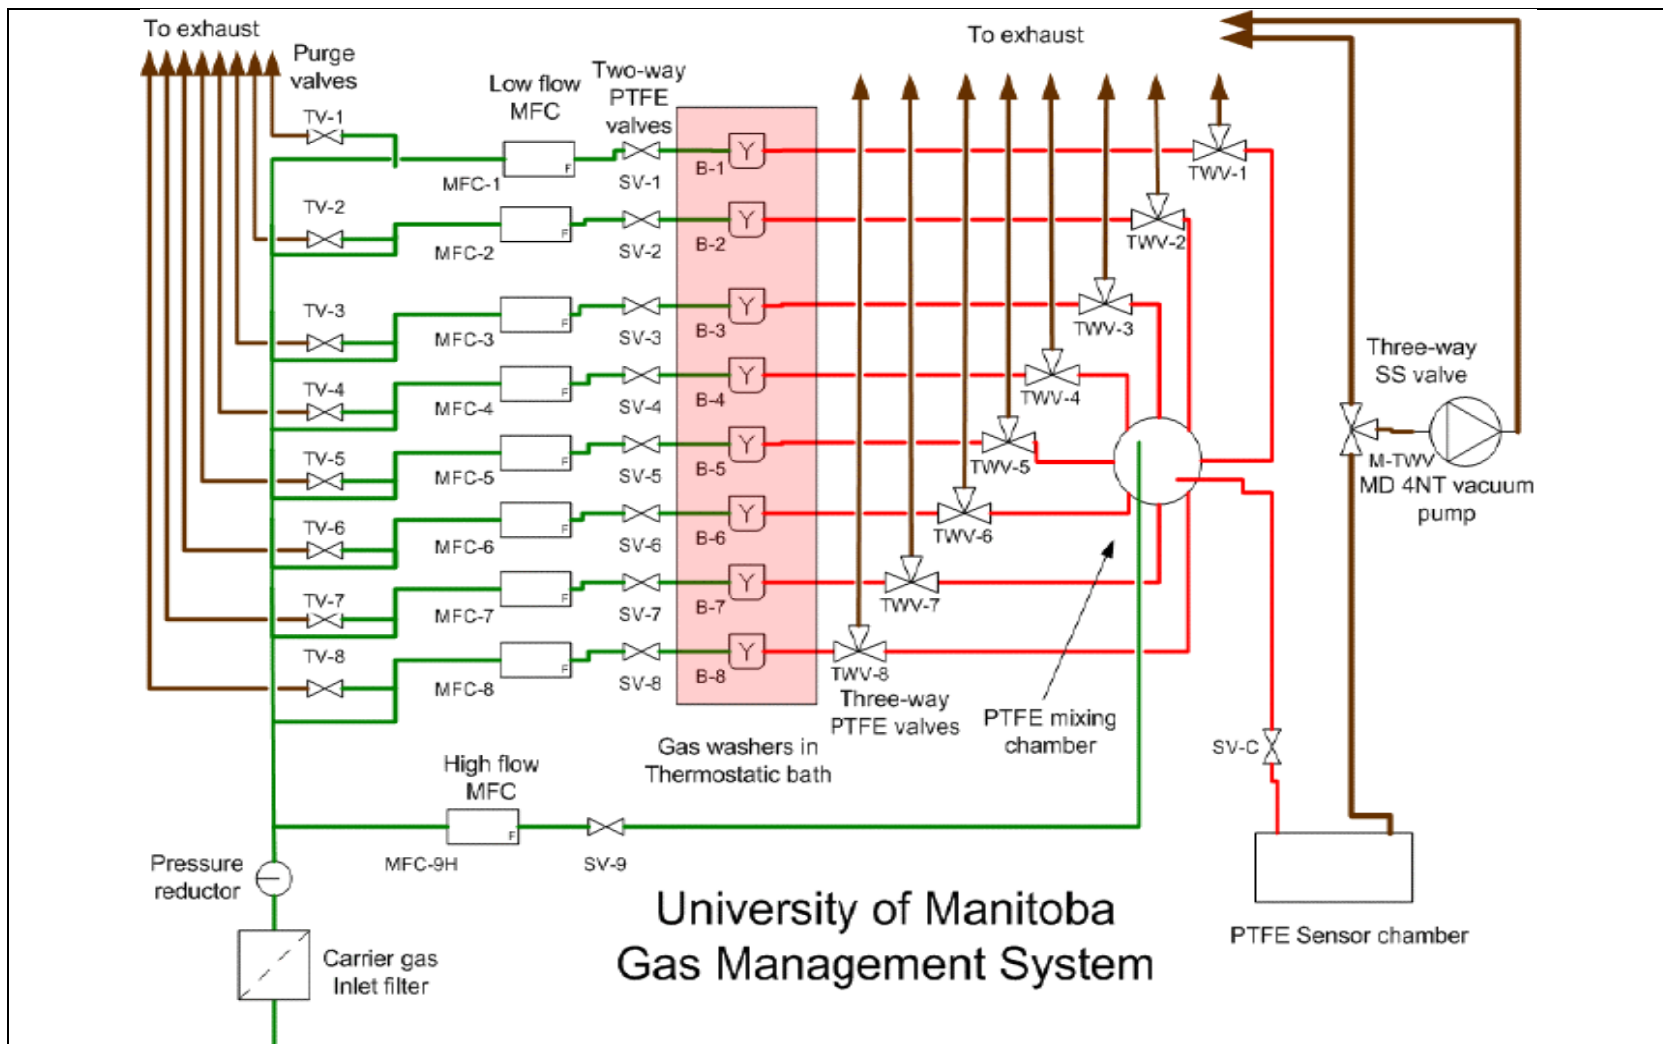 To exhaust
Purge
valves
Low flow
MFC
Two-way
PTFE
valves
To exhaust
TV-1
MFC-1
F
SV-1
B-1
Y
TWV-1
TV-2
MFC-2
F
SV-2
B-2
Y
TWV-2
TV-3
MFC-3
F
SV-3
B-3
Y
TWV-3
Three-way
SS valve
TV-4
MFC-4
F
SV-4
B-4
Y
TWV-4
TV-5
MFC-5
F
SV-5
B-5
Y
TWV-5
M-TWV
MD 4NT vacuum
pump
TV-6
MFC-6
F
SV-6
B-6
Y
TWV-6
TV-7
MFC-7
F
SV-7
B-7
Y
TWV-7
TV-8
MFC-8
F
SV-8
B-8
Y
TWV-8
Three-way
PTFE valves
PTFE mixing
chamber
Gas washers in
Thermostatic bath
SV-C
High flow
MFC
F
MFC-9H
SV-9
Pressure
reductor
Carrier gas
Inlet filter
University of Manitoba
Gas Management System
PTFE Sensor chamber